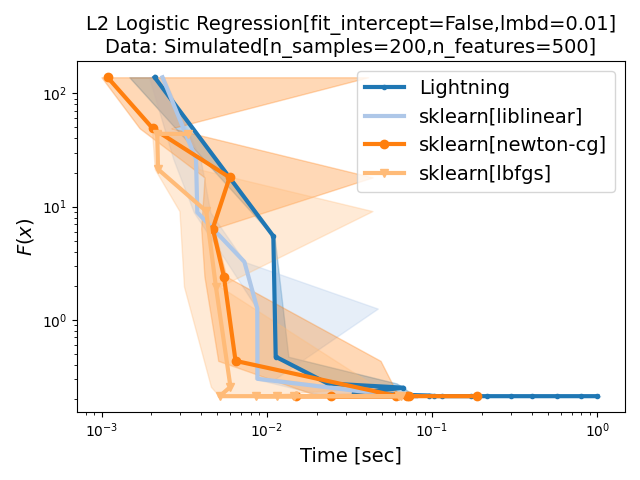 L2 Logistic Regression[fit_intercept=False,lmbd=0.01]
Data: Simulated[n_samples=200,n_features=500]
Lightning
sklearn[liblinear]
sklearn[newton-cg]
sklearn[lbfgs]
F(x)
10²
10¹
10⁰
10⁻³
10⁻²
10⁻¹
10⁰
Time [sec]